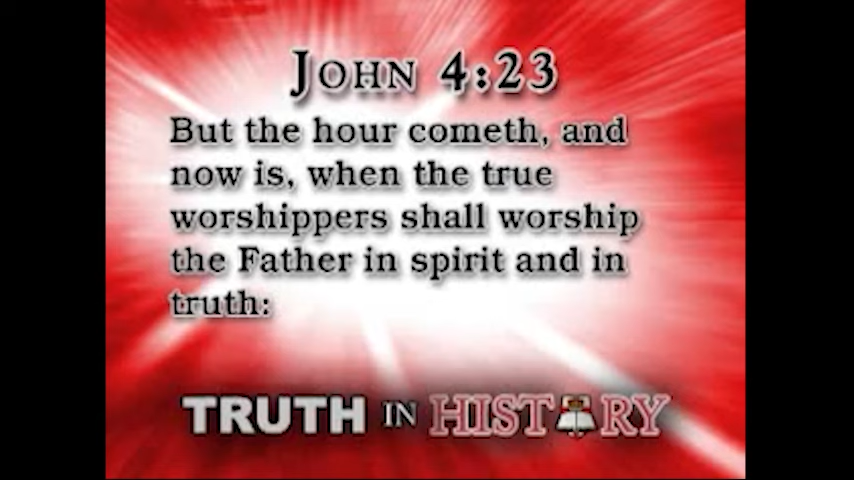 John 4:23
But the hour cometh, and
now is, when the true
worshippers shall worship
the Father in spirit and in
truth:
TRUTH IN HISTORY